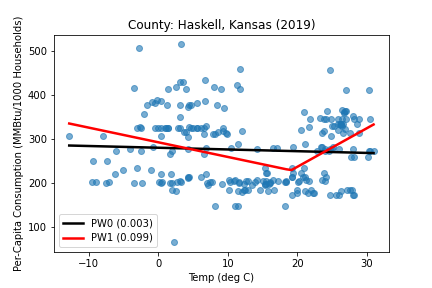 County: Haskell, Kansas (2019)
Per-Capita Consumption (MMBtu/1000 Households)
500
400
300
200
100
PW0 (0.003)
PW1 (0.099)
−10
0
10
20
30
Temp (deg C)